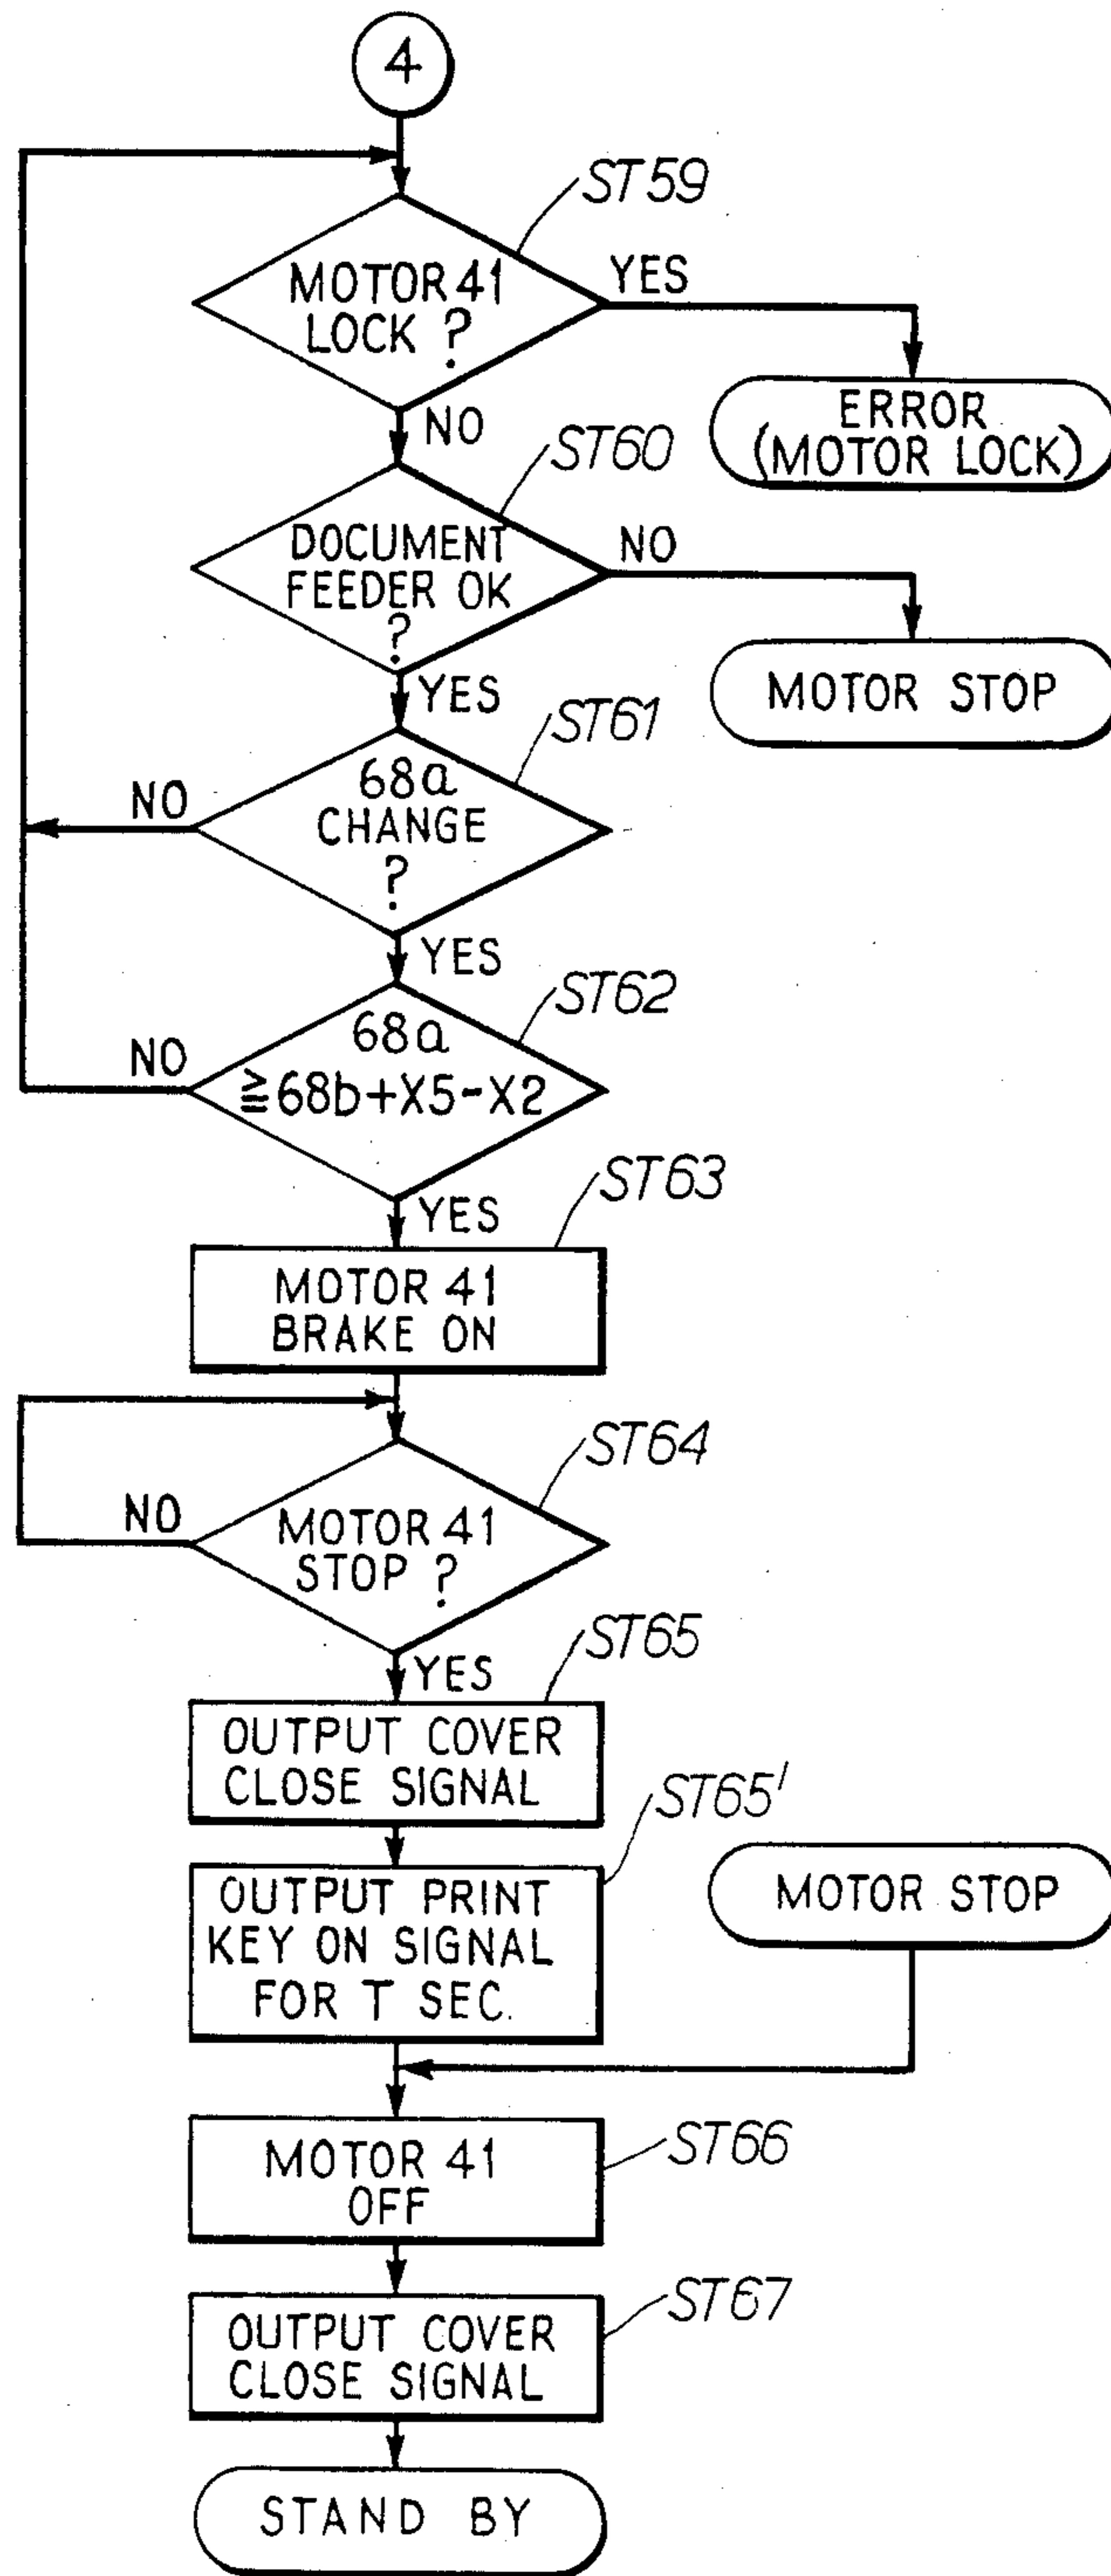 4
ST59
MOTOR 41
LOCK ?
YES
ERROR
(MOTOR LOCK)
NO
ST60
DOCUMENT
FEEDER OK
?
NO
MOTOR STOP
YES
ST61
68a
CHANGE
?
NO
YES
ST62
68a
≧68b+X5-X2
NO
YES
ST63
MOTOR 41
BRAKE ON
ST64
MOTOR 41
STOP ?
NO
YES
ST65
OUTPUT COVER
CLOSE SIGNAL
ST65'
OUTPUT PRINT
KEY ON SIGNAL
FOR T SEC.
MOTOR STOP
ST66
MOTOR 41
OFF
ST67
OUTPUT COVER
CLOSE SIGNAL
STAND BY